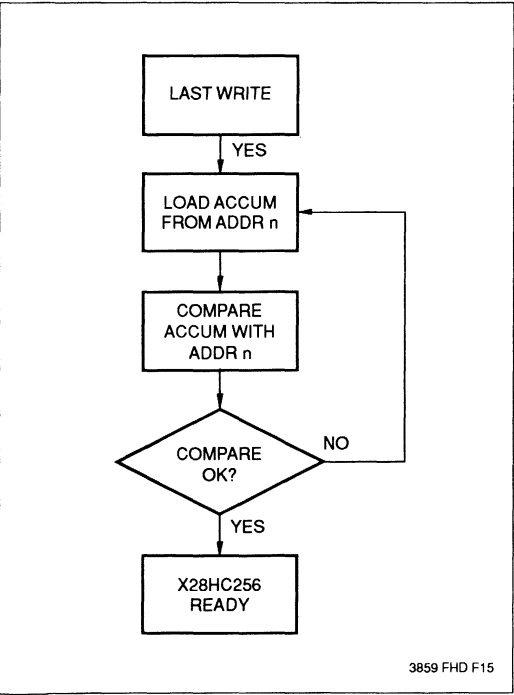 LAST WRITE
YES
LOAD ACCUM
FROM ADDR n
COMPARE
ACCUM WITH
ADDR n
COMPARE
OK?
NO
YES
X28HC256
READY
3859 FHD F15